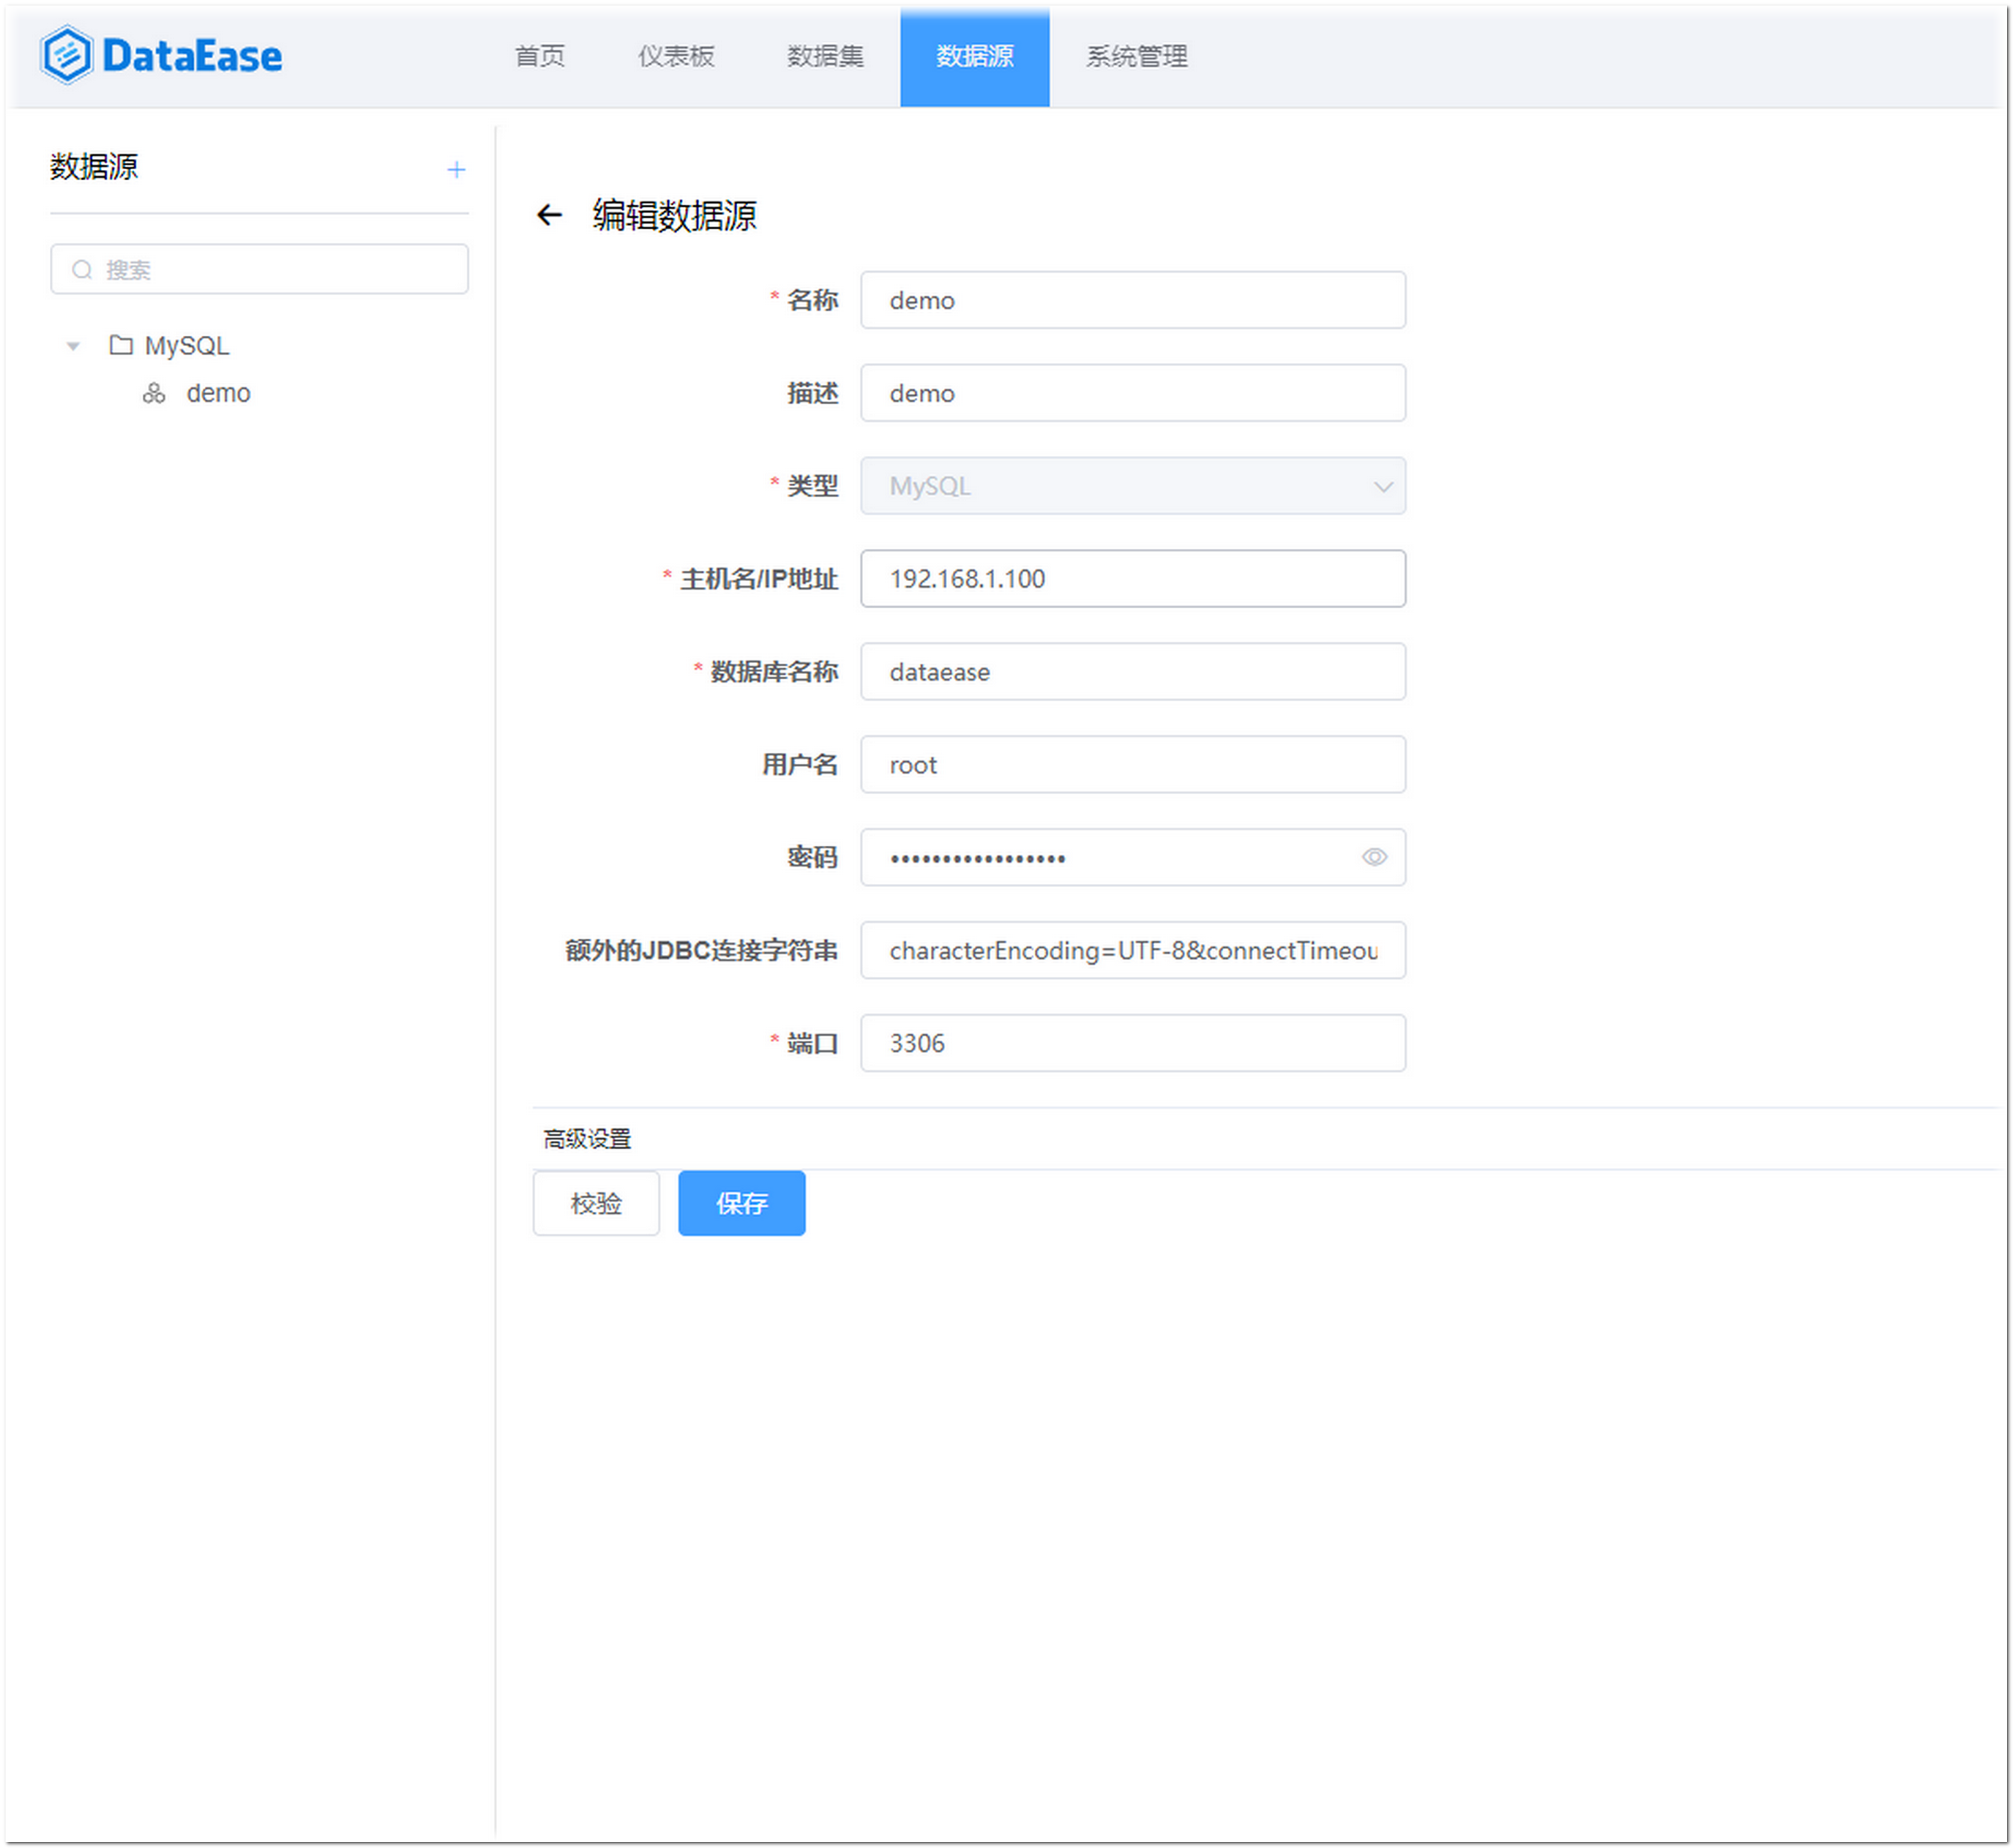 DataEase
首页 仪表板 数据集 数据源 系统管理
数据源
搜索
MySQL
demo
编辑数据源
* 名称 demo
描述 demo
* 类型 MySQL
* 主机名/IP地址 192.168.1.100
* 数据库名称 dataease
用户名 root
密码 •••••••••••••••••
额外的JDBC连接字符串 characterEncoding=UTF-8&connectTimeou
* 端口 3306
高级设置
校验 保存